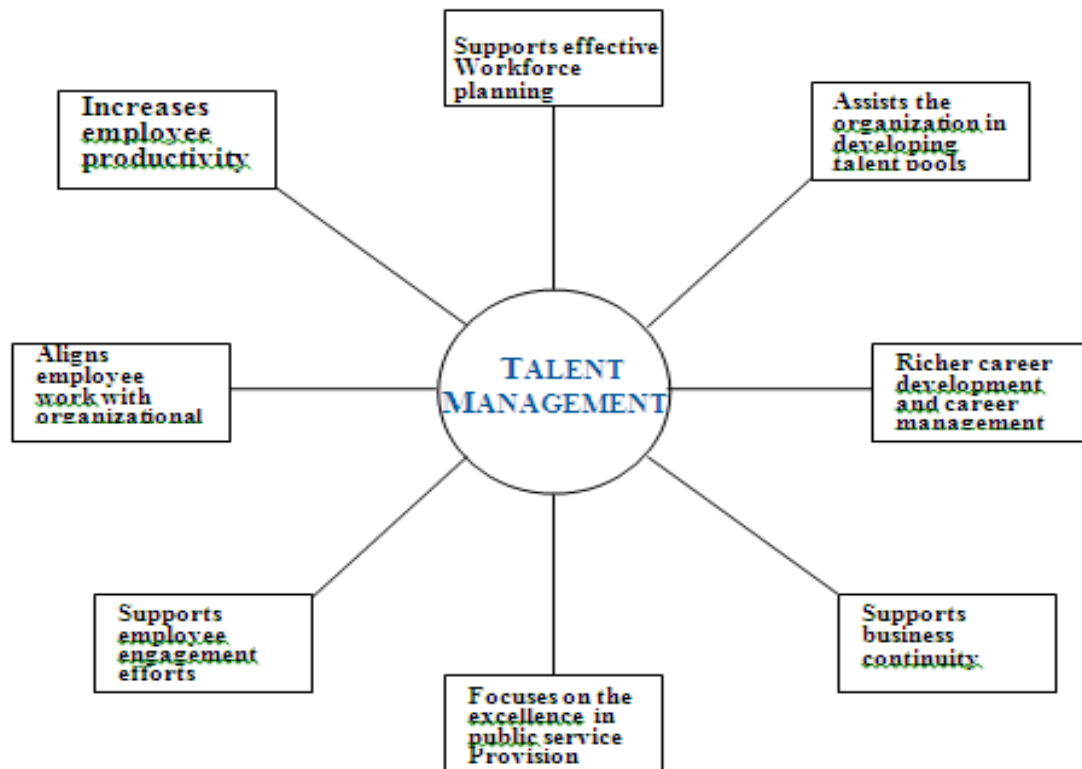 Supports effective
Workforce
planning
Increases
employee
productivity
Assists the
organization in
developing
talent pools
Aligns
employee
work with
organizational
TALENT
MANAGEMENT
Richer career
development
and career
management
Supports
employee
engagement
efforts
Supports
business
continuity
Focuses on the
excellence in
public service
Provision